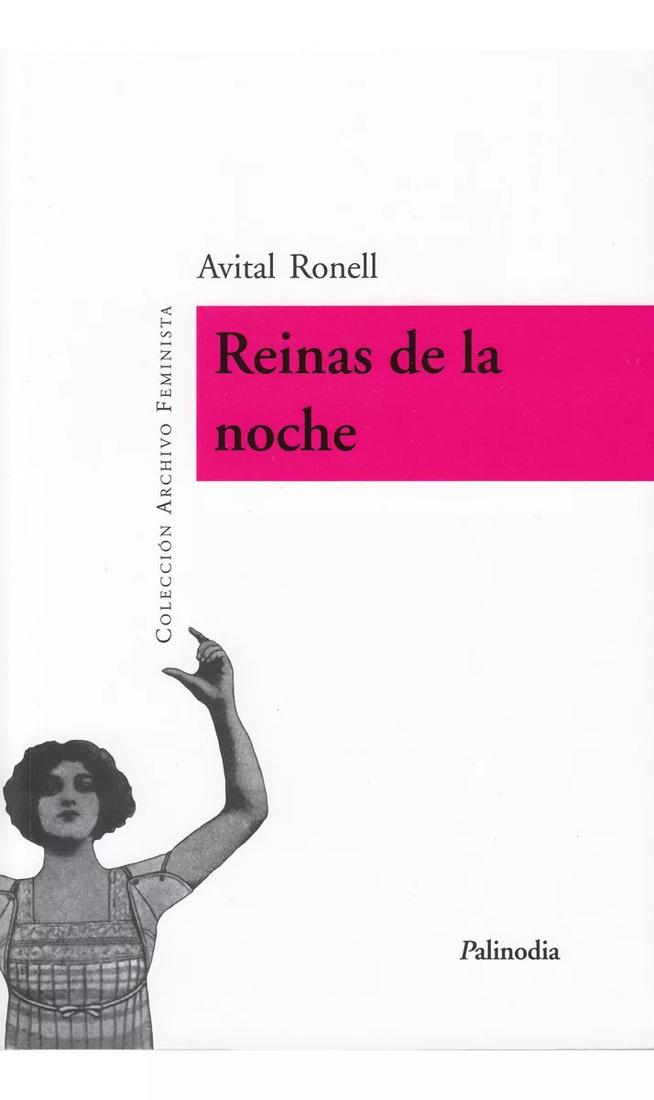 Avital Ronell
Reinas de la
noche
Colección Archivo Feminista
Palinodia